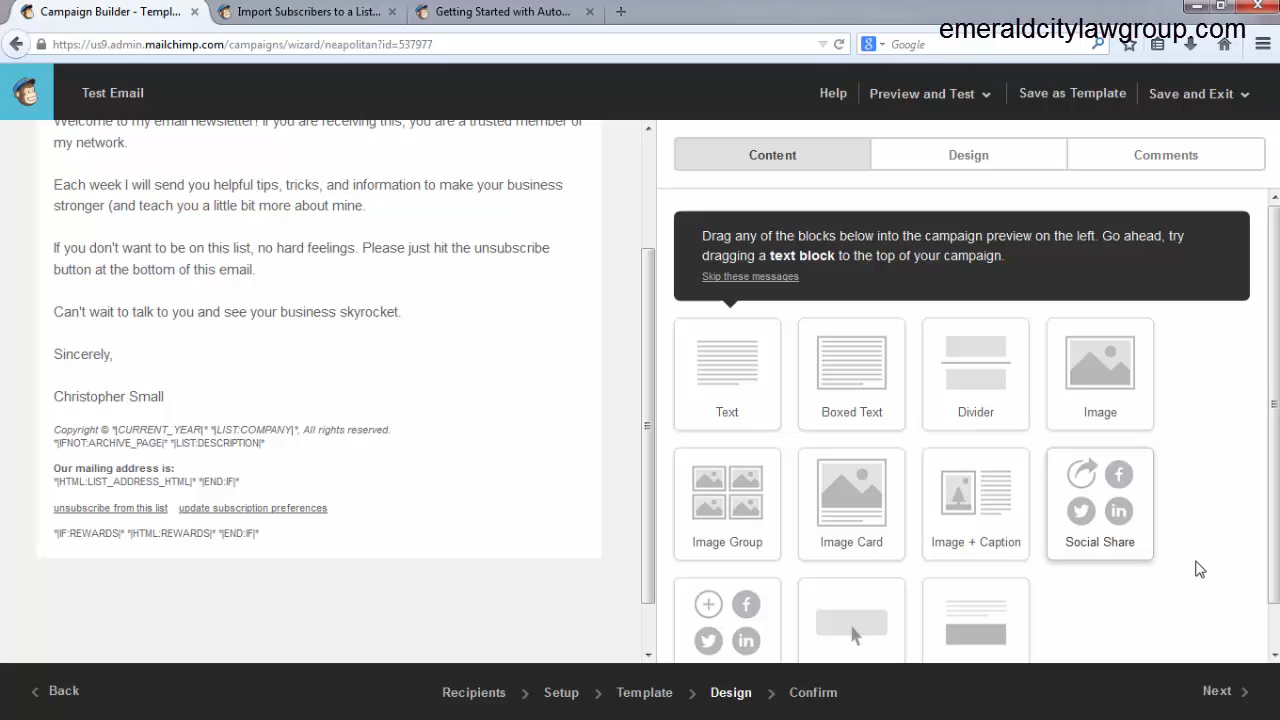 Campaign Builder - Templ...
Import Subscribers to a List...
Getting Started with Auto...
emeraldcitylawgroup.com
https://us9.admin.mailchimp.com/campaigns/wizard/neapolitan?id=537977
Google
Test Email
Help
Preview and Test
Save as Template
Save and Exit
Welcome to my email newsletter! If you are receiving this, you are a trusted member of
my network.
Each week I will send you helpful tips, tricks, and information to make your business
stronger (and teach you a little bit more about mine.
If you don't want to be on this list, no hard feelings. Please just hit the unsubscribe
button at the bottom of this email.
Can't wait to talk to you and see your business skyrocket.
Sincerely,
Christopher Small
Copyright © *|CURRENT_YEAR|* *|LIST:COMPANY|*, All rights reserved.
*|IFNOT:ARCHIVE_PAGE|* *|LIST:DESCRIPTION|*
Our mailing address is:
*|HTML:LIST_ADDRESS_HTML|* *|END:IF|*
unsubscribe from this list update subscription preferences
*|IF:REWARDS|* *|HTML:REWARDS|* *|END:IF|*
Content
Design
Comments
Drag any of the blocks below into the campaign preview on the left. Go ahead, try
dragging a text block to the top of your campaign.
Skip these messages
Text
Boxed Text
Divider
Image
Image Group
Image Card
Image + Caption
Social Share
Back
Recipients
Setup
Template
Design
Confirm
Next